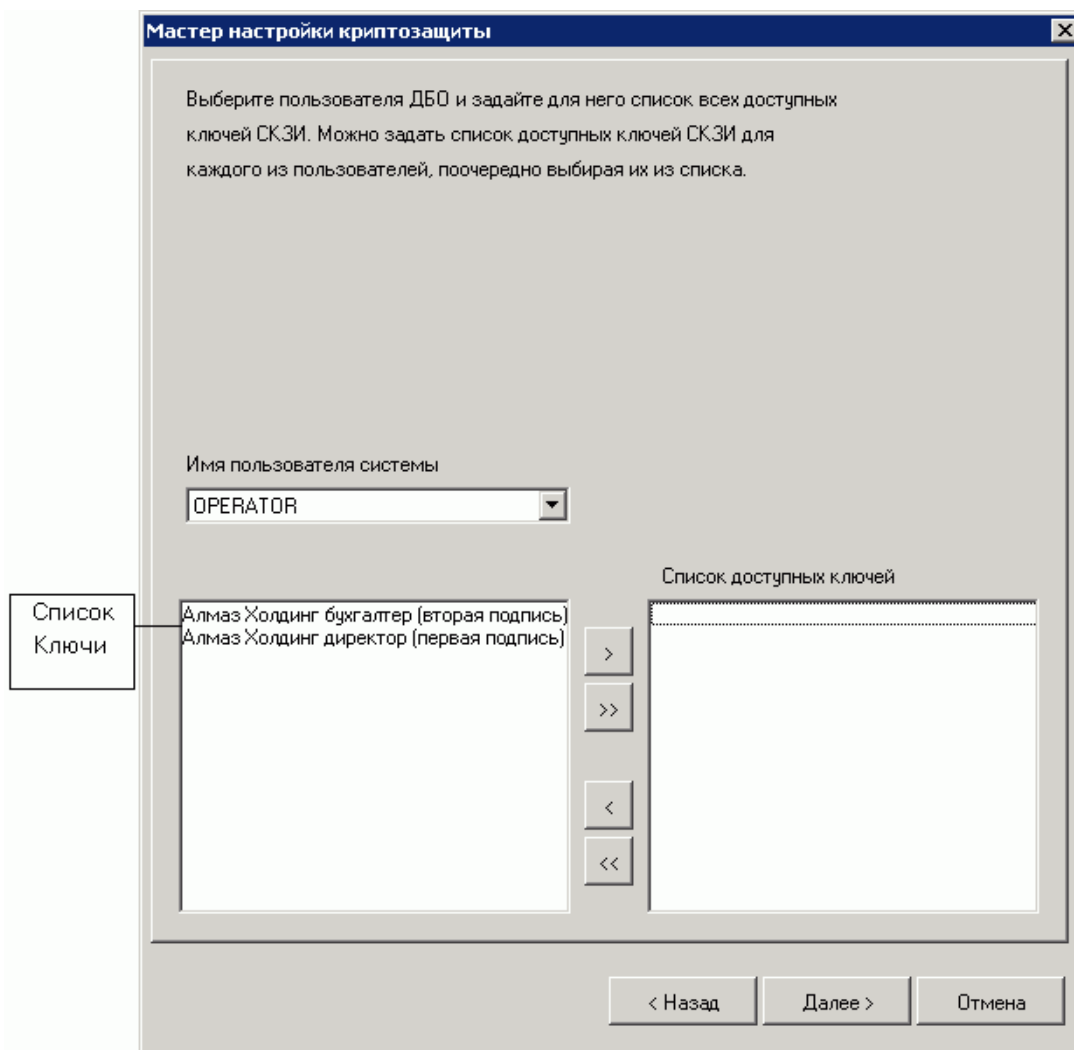 Мастер настройки криптозащиты
Выберите пользователя ДБО и задайте для него список всех доступных
ключей СКЗИ. Можно задать список доступных ключей СКЗИ для
каждого из пользователей, поочередно выбирая их из списка.
Имя пользователя системы
OPERATOR
Список доступных ключей
Список
Ключи
Алмаз Холдинг бухгалтер (вторая подпись)
Алмаз Холдинг директор (первая подпись)
>
>>
<
<<
< Назад
Далее >
Отмена